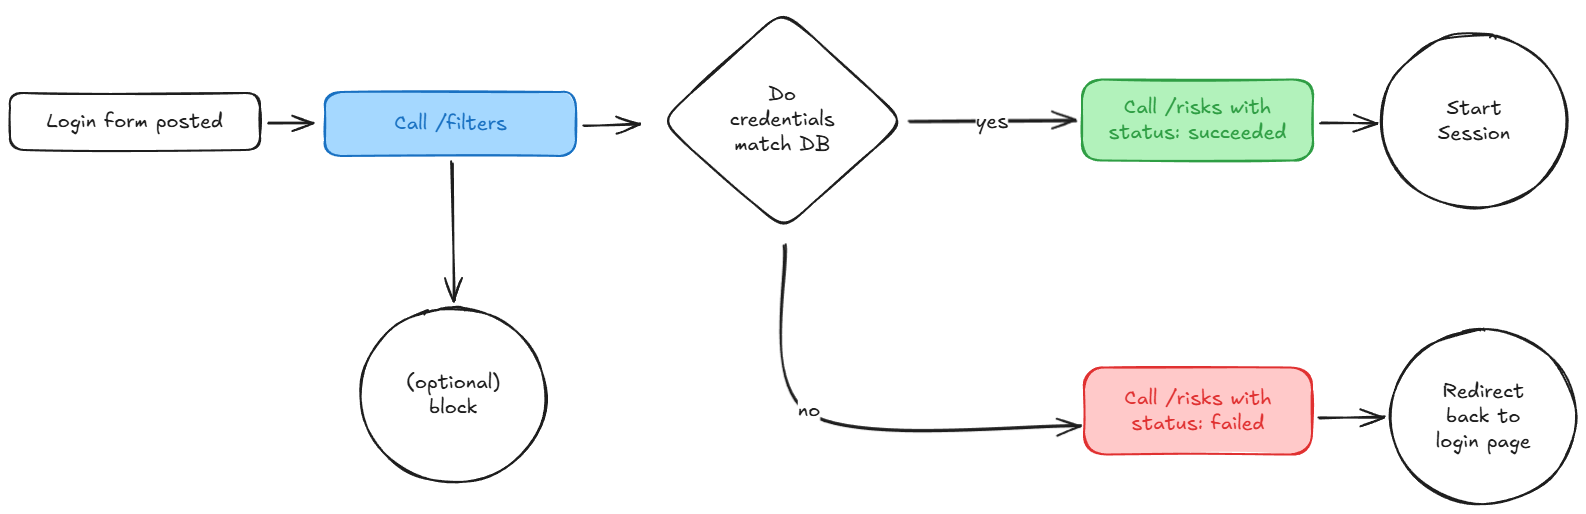 Login form posted
Call /filters
Do
credentials
match DB
yes
Call /risks with
status: succeeded
Start
Session
(optional)
block
no
Call /risks with
status: failed
Redirect
back to
login page